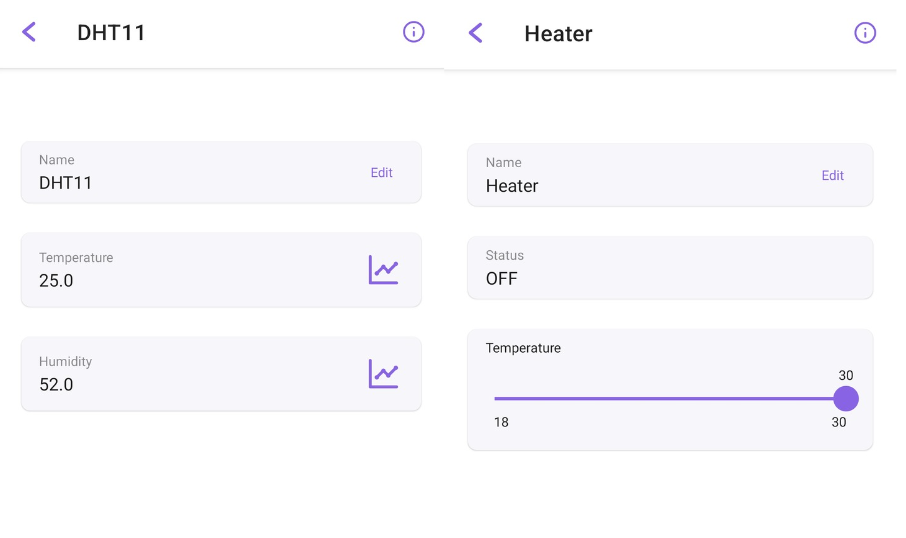 DHT11
Name
DHT11
Edit
Temperature
25.0
Humidity
52.0
Heater
Name
Heater
Edit
Status
OFF
Temperature
30
18
30